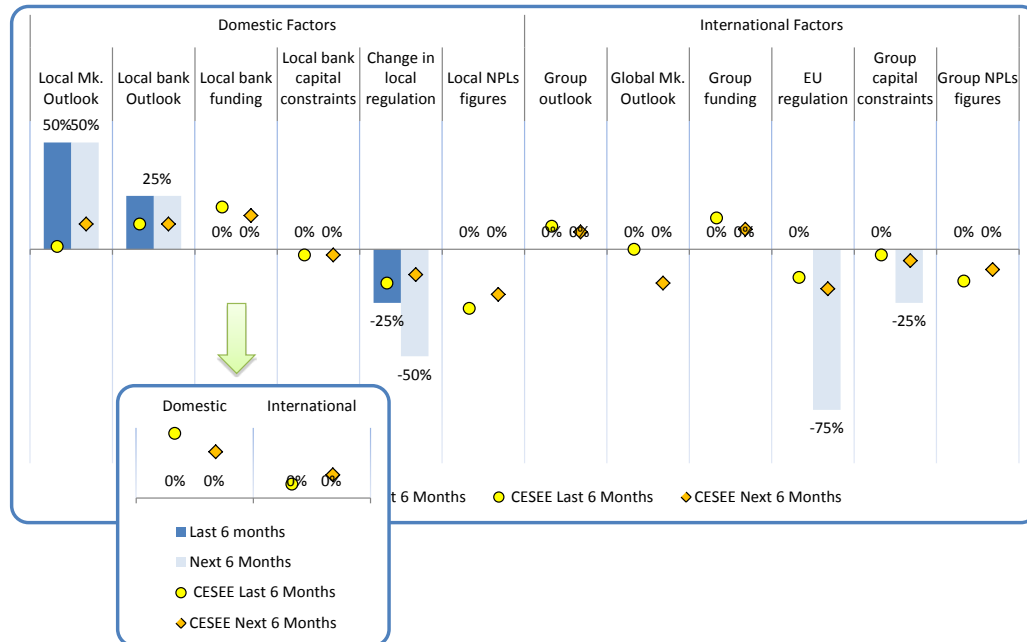 Domestic Factors International Factors
Local Mk. Outlook Local bank Outlook Local bank funding Local bank capital constraints Change in local regulation Local NPLs figures Group outlook Global Mk. Outlook Group funding EU regulation Group capital constraints Group NPLs figures
50% 50%
25%
0% 0% 0% 0% 0% 0% 0% 0% 0% 0% 0% 0% 0% 0% 0% 0%
-25% -25%
-50%
-75%
6 Months CESEE Last 6 Months CESEE Next 6 Months
Domestic International
0% 0% 0% 0%
Last 6 months
Next 6 Months
CESEE Last 6 Months
CESEE Next 6 Months